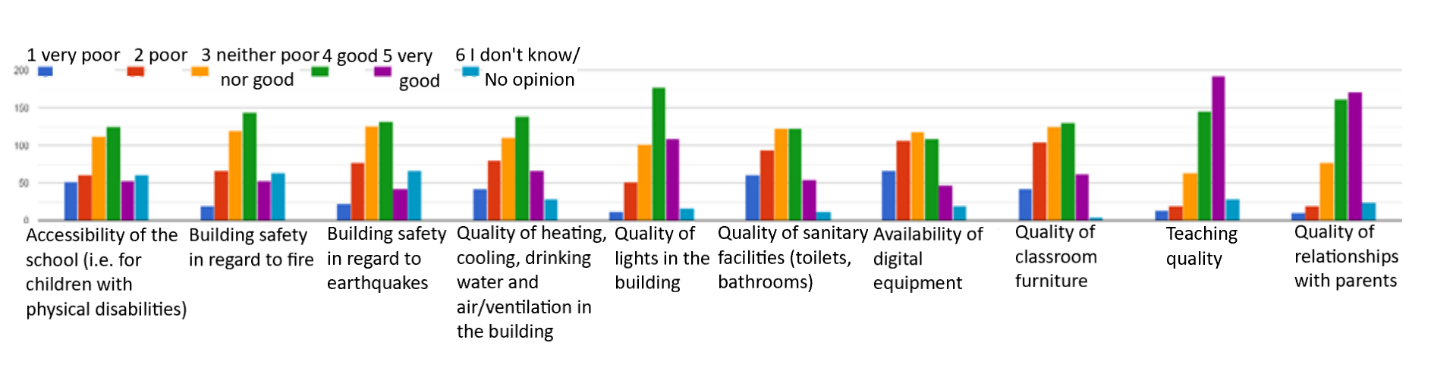 1 very poor 2 poor 3 neither poor 4 good 5 very 6 I don't know/
nor good good No opinion
200
150
100
50
0
Accessibility of the
school (i.e. for
children with
physical disabilities)
Building safety
in regard to fire
Building safety
in regard to
earthquakes
Quality of heating,
cooling, drinking
water and
air/ventilation in
the building
Quality of
lights in the
building
Quality of sanitary
facilities (toilets,
bathrooms)
Availability of
digital
equipment
Quality of
classroom
furniture
Teaching
quality
Quality of
relationships
with parents